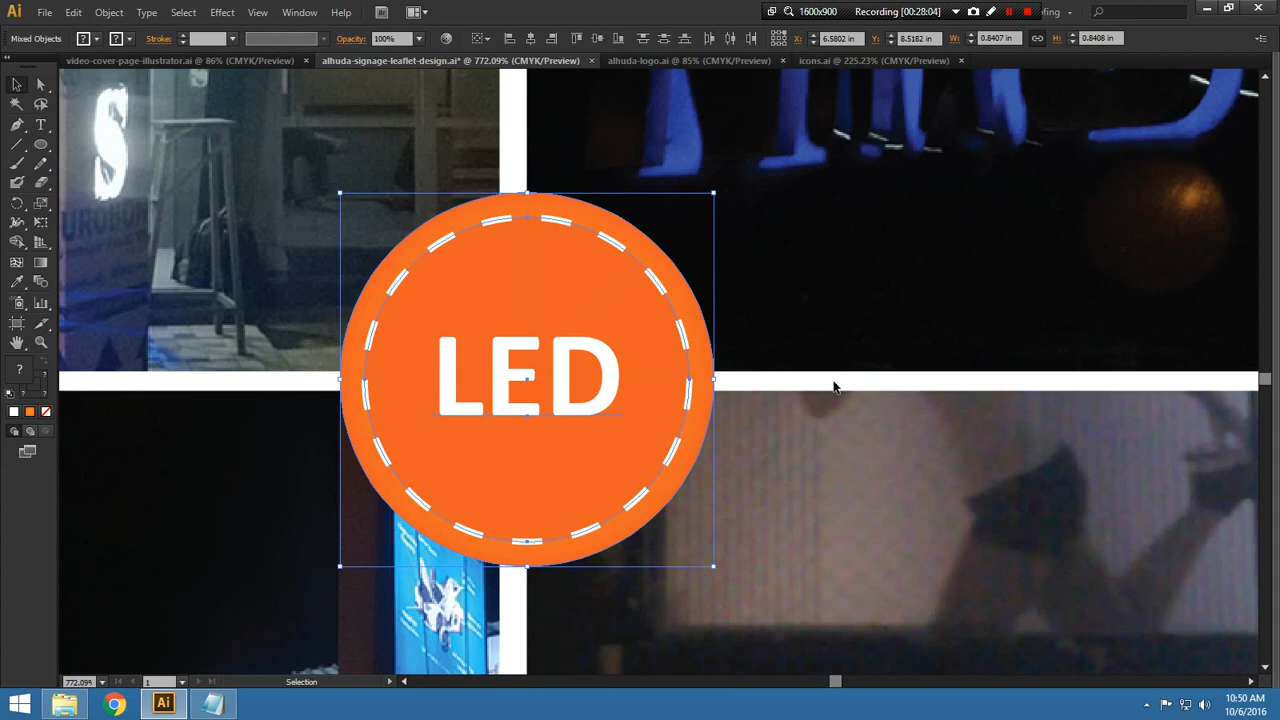 Ai File Edit Object Type Select Effect View Window Help Br 1600x900 Recording [00:28:04]
Mixed Objects ? ? Stroke: Opacity: 100% X: 6.5802 in Y: 8.5182 in W: 0.8407 in H: 0.8408 in
video-cover-page-illustrator.ai @ 86% (CMYK/Preview) × alhuda-signage-leaflet-design.ai* @ 772.09% (CMYK/Preview) × alhuda-logo.ai @ 85% (CMYK/Preview) × icons.ai @ 225.23% (CMYK/Preview) ×
S
LED
772.09% 1 Selection
Ai 10:50 AM
10/6/2016